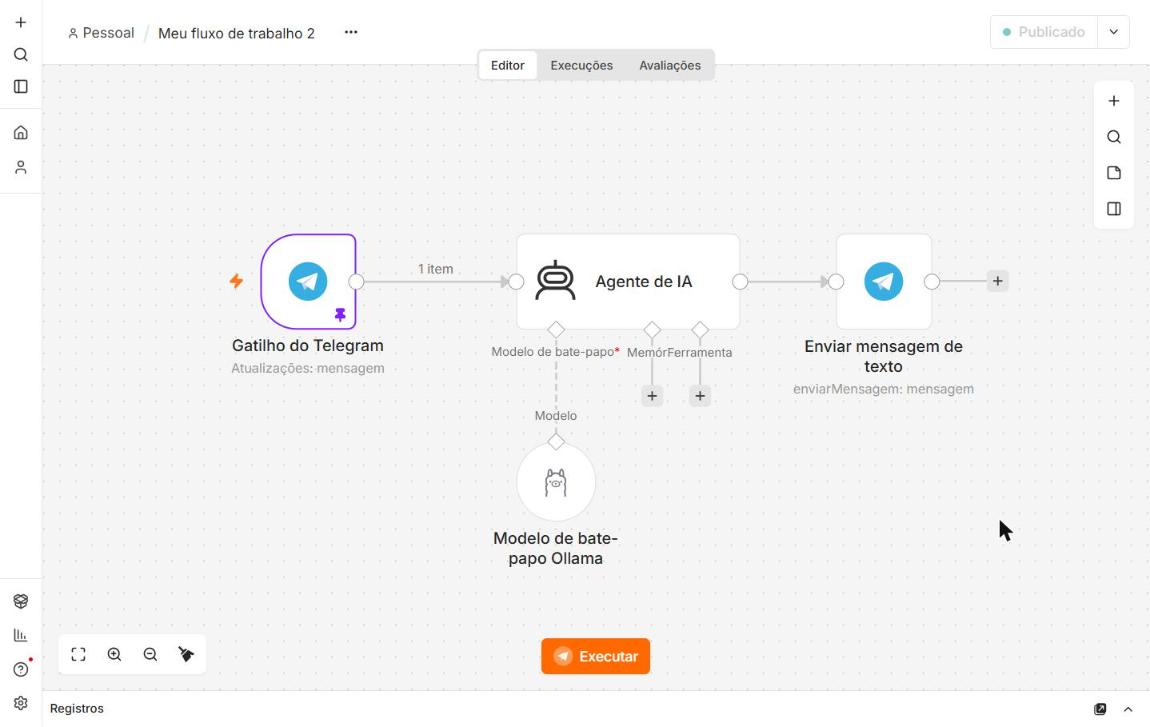 Pessoal / Meu fluxo de trabalho 2
Publicado
Editor Execuções Avaliações
1 item
Agente de IA
Gatilho do Telegram
Atualizações: mensagem
Modelo de bate-papo* MemórFerramenta
Enviar mensagem de
texto
enviarMensagem: mensagem
Modelo
Modelo de bate-
papo Ollama
Executar
Registros